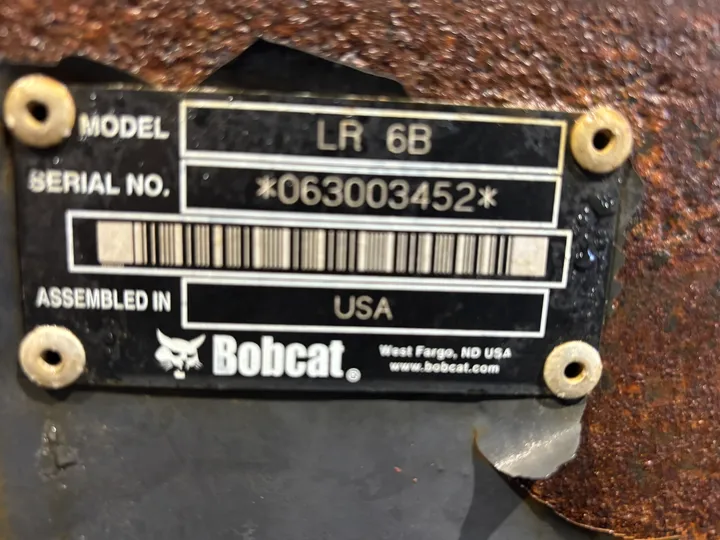 MODEL LR 6B
SERIAL NO. *063003452*
ASSEMBLED IN USA
Bobcat®
West Fargo, ND USA
www.bobcat.com